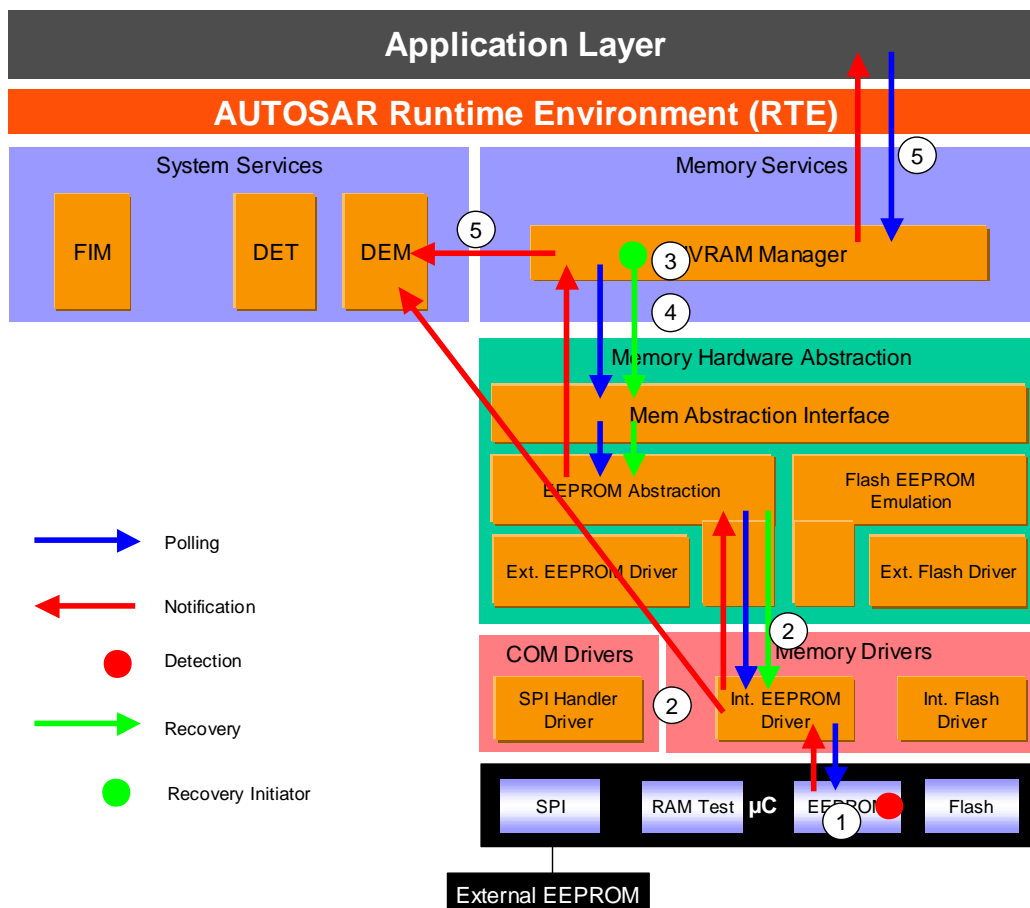 Application Layer
AUTOSAR Runtime Environment (RTE)
System Services
Memory Services
5
5
FIM
DET
DEM
3
VRAM Manager
4
Memory Hardware Abstraction
Mem Abstraction Interface
EEPROM Abstraction
Flash EEPROM
Emulation
Ext. EEPROM Driver
Ext. Flash Driver
Polling
Notification
Detection
Recovery
Recovery Initiator
2
COM Drivers
Memory Drivers
SPI Handler
Driver
2
Int. EEPROM
Driver
Int. Flash
Driver
SPI
RAM Test
µC
EEPROM
1
Flash
External EEPROM